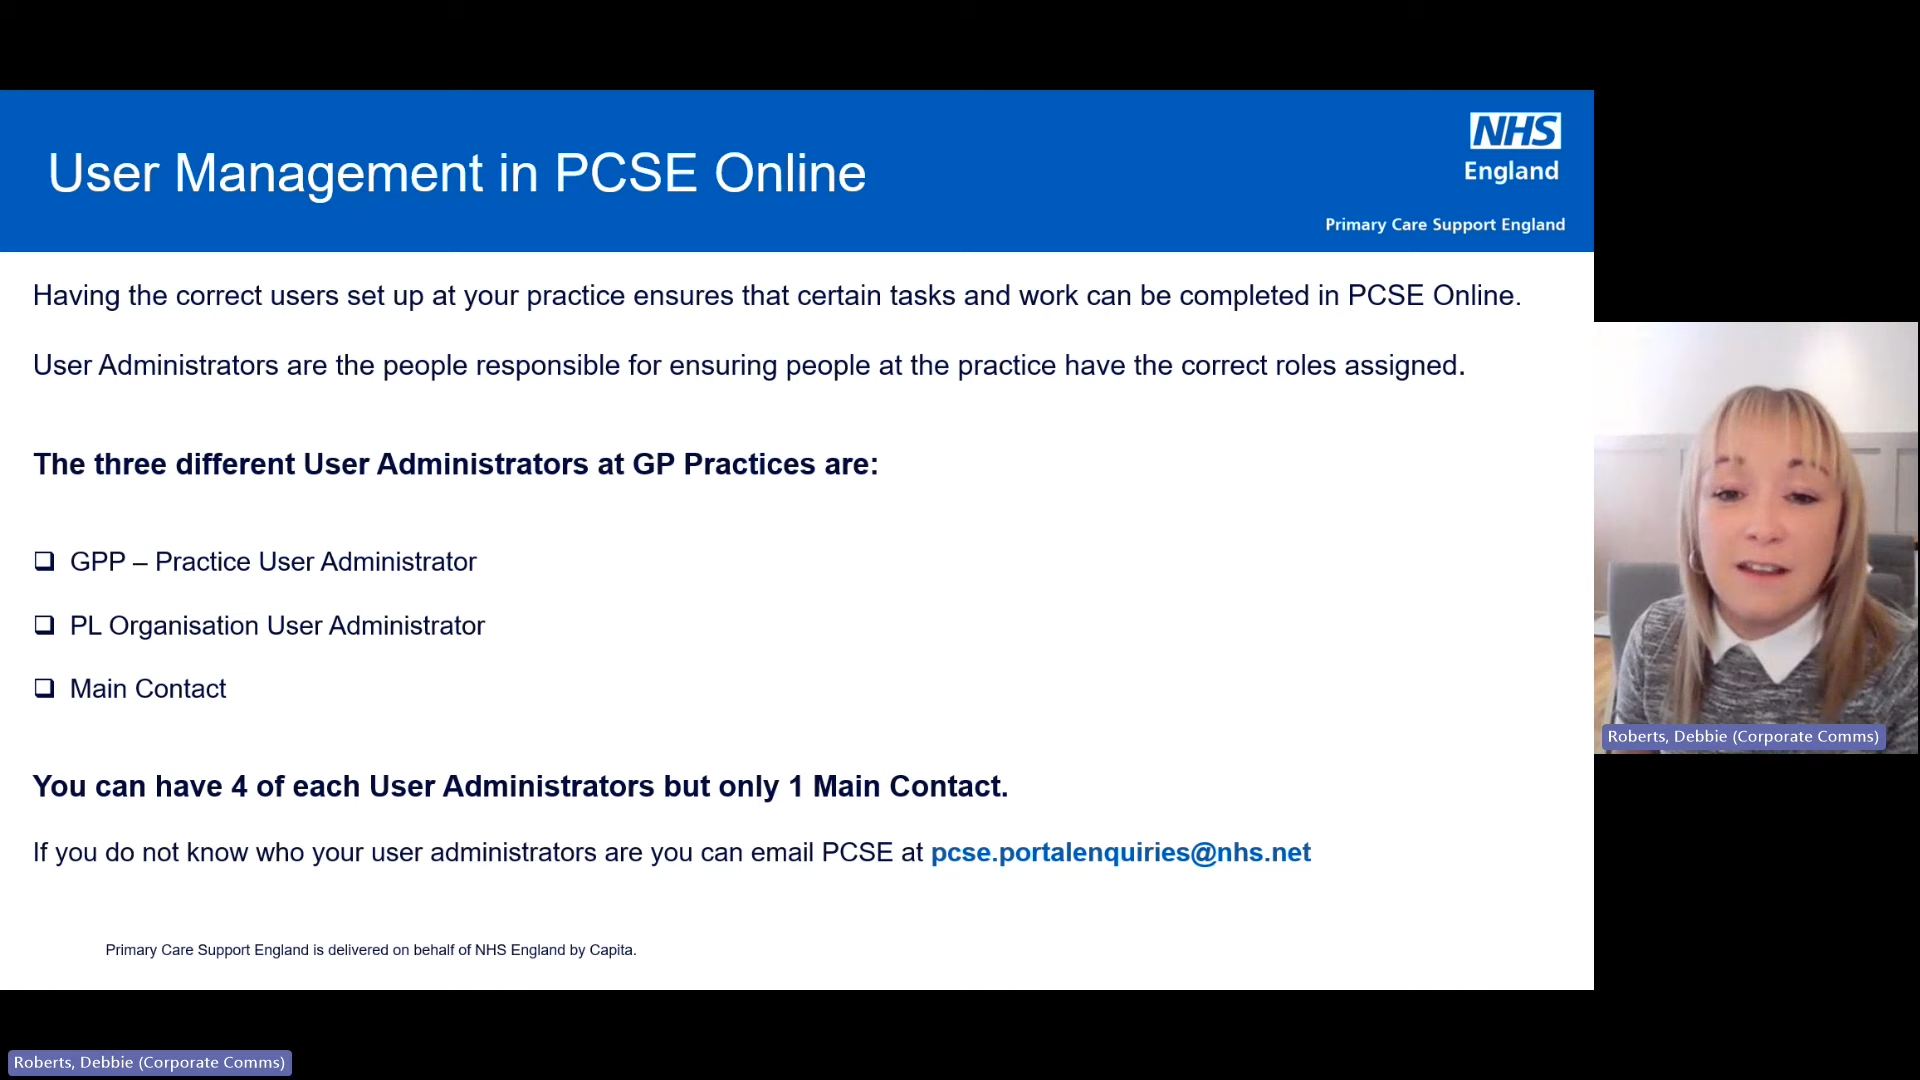 User Management in PCSE Online
NHS
England
Primary Care Support England
Having the correct users set up at your practice ensures that certain tasks and work can be completed in PCSE Online.
User Administrators are the people responsible for ensuring people at the practice have the correct roles assigned.
The three different User Administrators at GP Practices are:
GPP – Practice User Administrator
PL Organisation User Administrator
Main Contact
You can have 4 of each User Administrators but only 1 Main Contact.
If you do not know who your user administrators are you can email PCSE at pcse.portalenquiries@nhs.net
Primary Care Support England is delivered on behalf of NHS England by Capita.
Roberts, Debbie (Corporate Comms)
Roberts, Debbie (Corporate Comms)